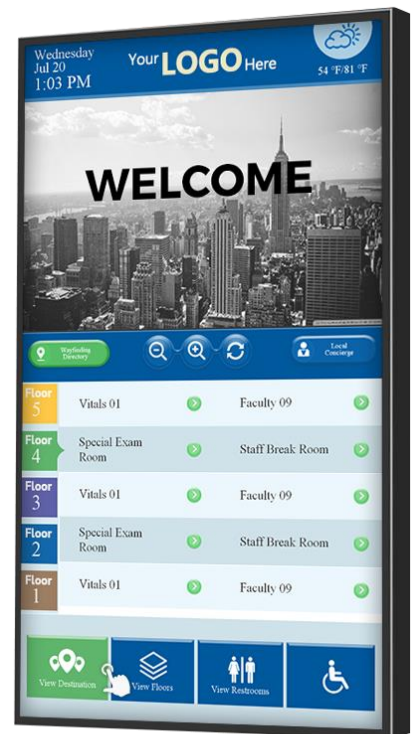 Wednesday
Jul 20
1:03 PM
Your LOGO Here
54 °F/81 °F
WELCOME
Wayfinding
Directory
Local
Concierge
Floor
5
Vitals 01
Faculty 09
Floor
4
Special Exam
Room
Staff Break Room
Floor
3
Vitals 01
Faculty 09
Floor
2
Special Exam
Room
Staff Break Room
Floor
1
Vitals 01
Faculty 09
View Destination
View Floors
View Restrooms